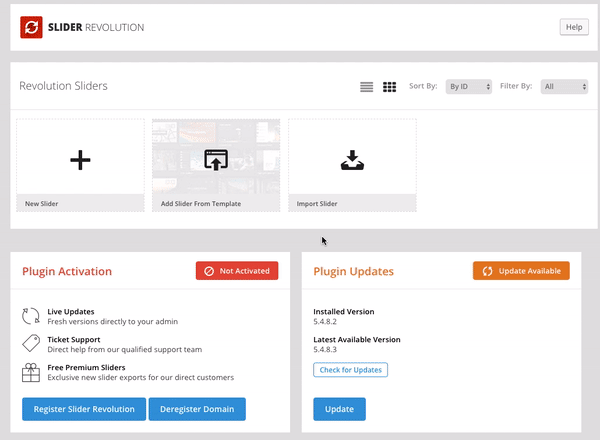 SLIDER REVOLUTION
Help
Revolution Sliders
Sort By:
By ID
Filter By:
All
New Slider
Add Slider From Template
Import Slider
Plugin Activation
Not Activated
Live Updates
Fresh versions directly to your admin
Ticket Support
Direct help from our qualified support team
Free Premium Sliders
Exclusive new slider exports for our direct customers
Register Slider Revolution
Deregister Domain
Plugin Updates
Update Available
Installed Version
5.4.8.2
Latest Available Version
5.4.8.3
Check for Updates
Update